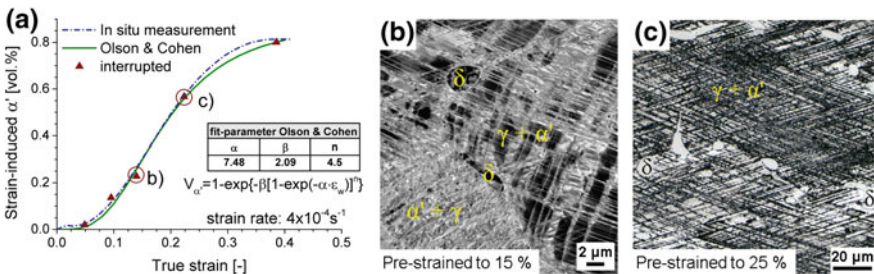 (a)
In situ measurement
Olson & Cohen
interrupted
Strain-induced α' [vol.%]
0.8
0.6
0.4
0.2
0.0
0.0
0.1
0.2
0.3
0.4
0.5
True strain [-]
c)
b)
fit-parameter Olson & Cohen
α β n
7.48 2.09 4.5
Vα'=1-exp{-β[1-exp(-α·εw)]ⁿ}
strain rate: 4x10⁻⁴s⁻¹
(b)
δ
γ + α'
δ
α' + γ
Pre-strained to 15 %
2 µm
(c)
γ + α'
δ
δ
Pre-strained to 25 %
20 µm